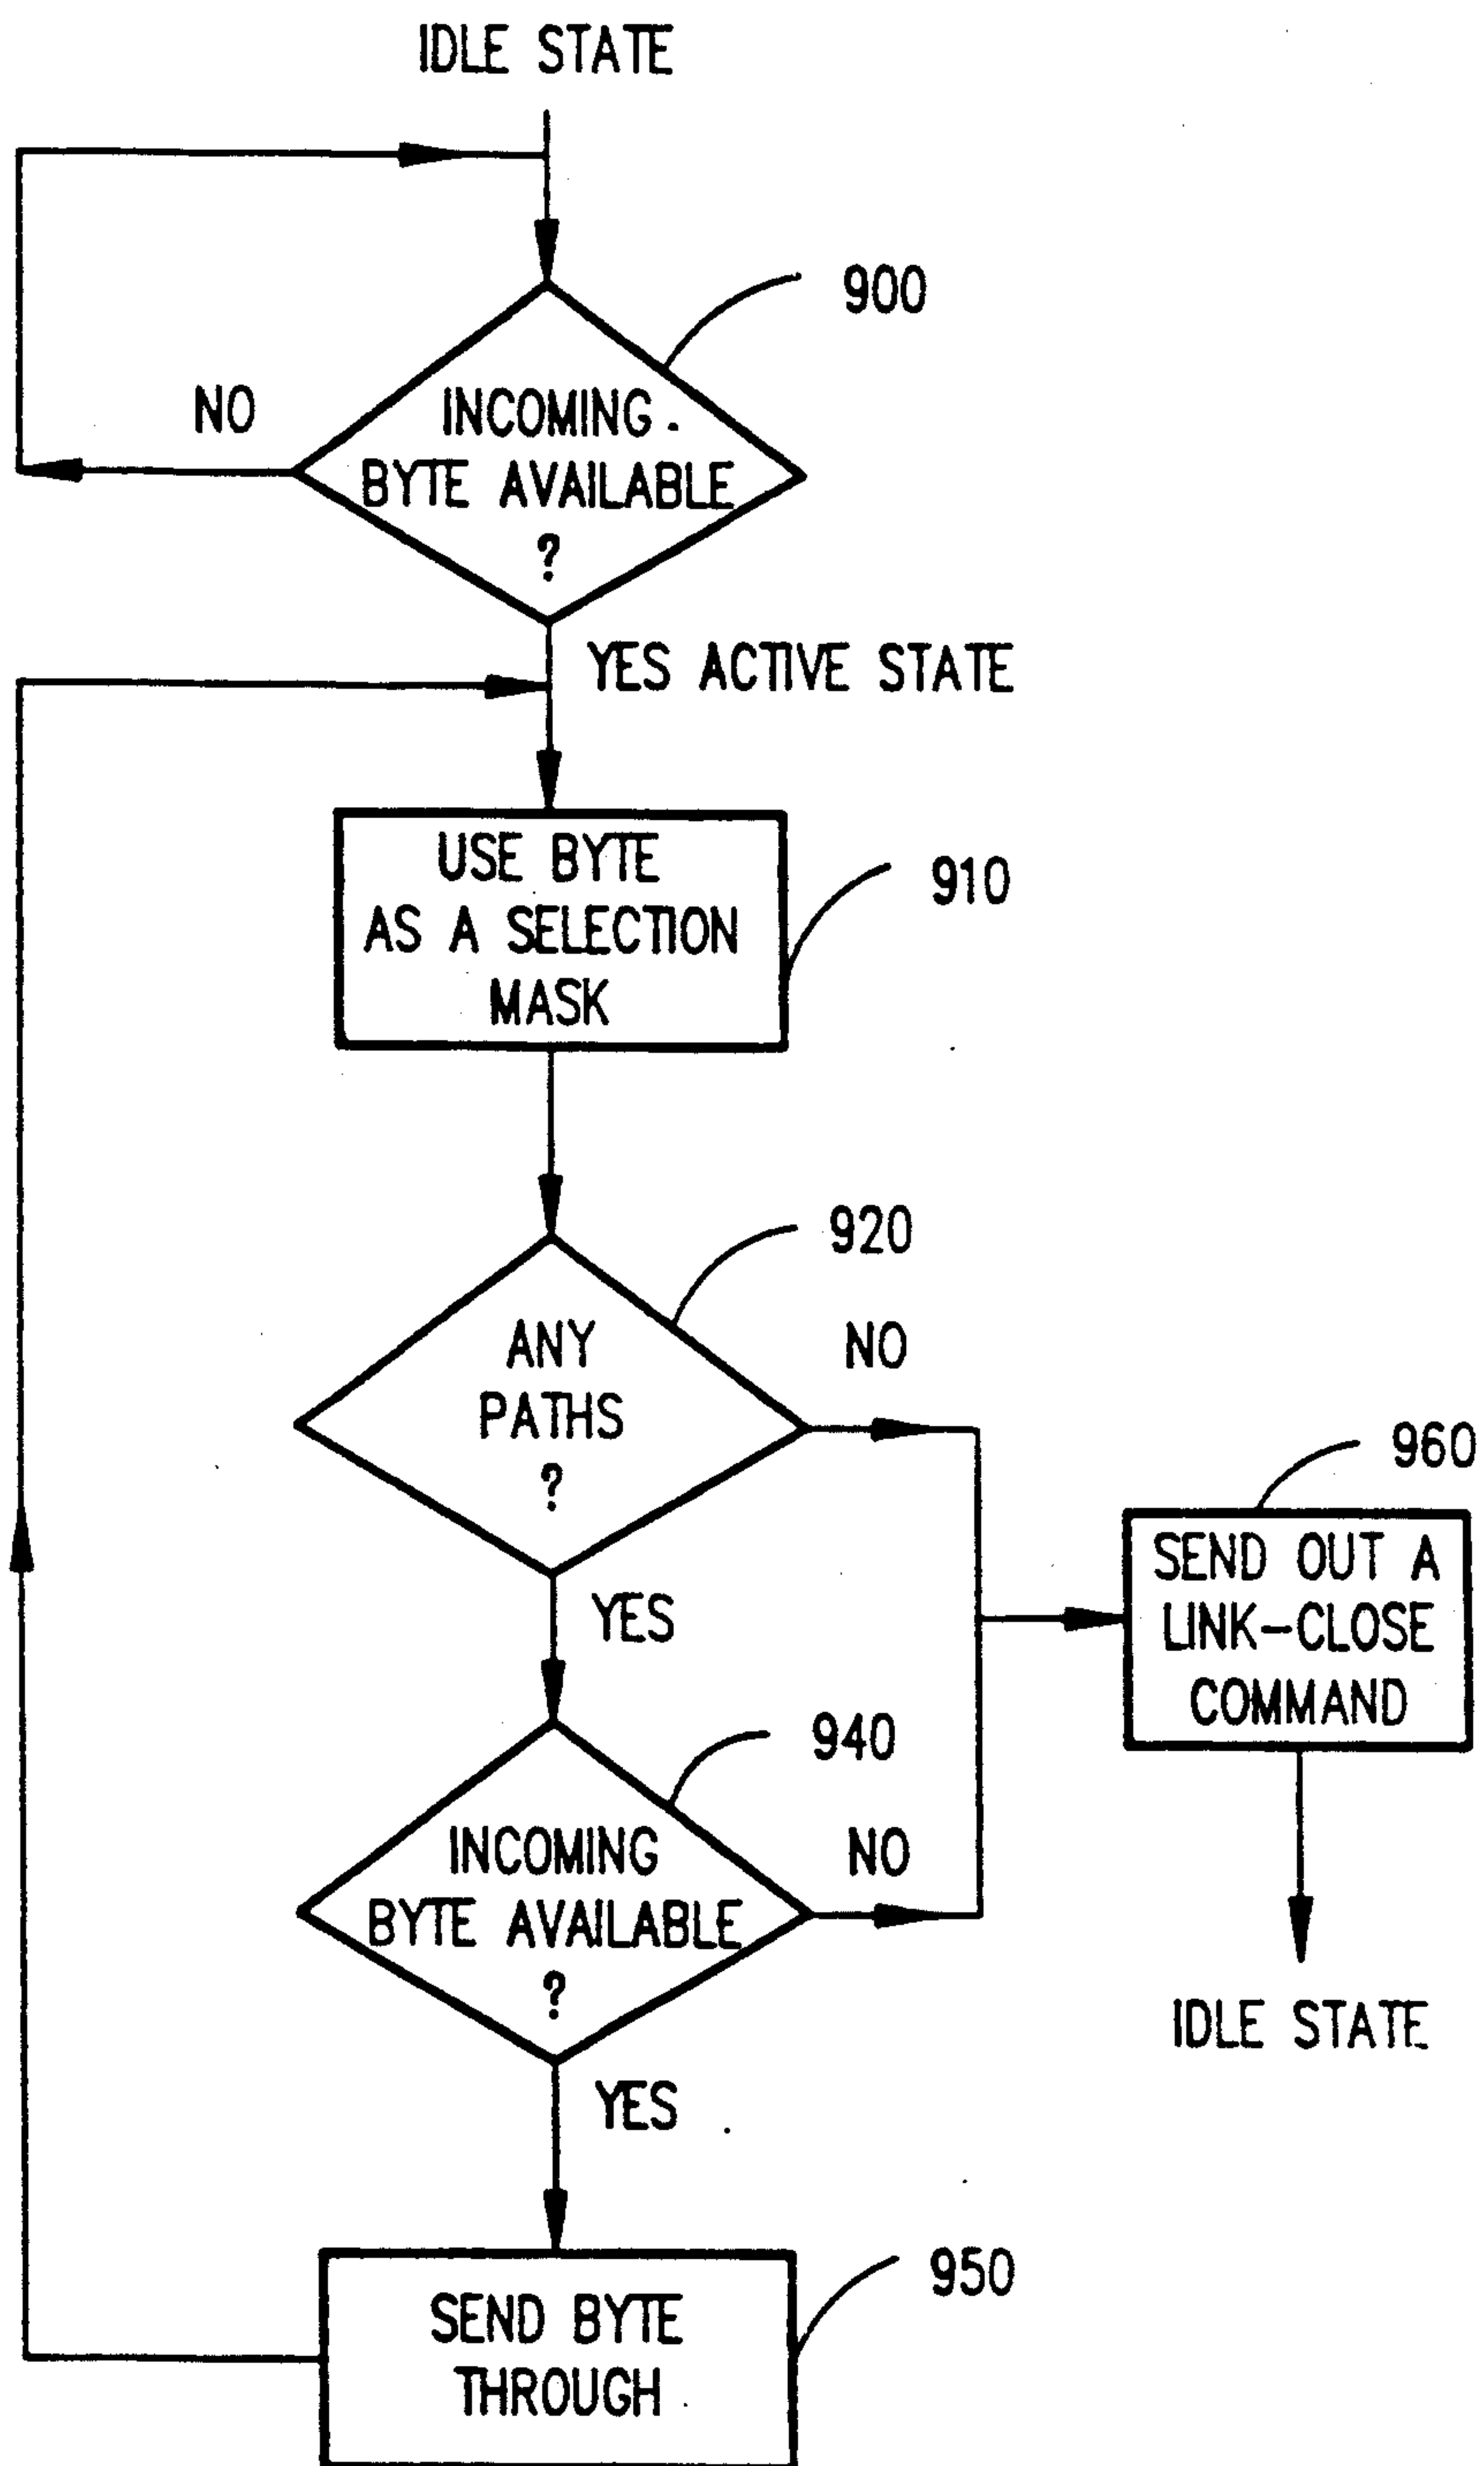 IDLE STATE
900
NO
INCOMING
BYTE AVAILABLE
?
YES ACTIVE STATE
USE BYTE
AS A SELECTION
MASK
910
920
ANY
PATHS
?
NO
YES
960
SEND OUT A
LINK-CLOSE
COMMAND
940
INCOMING
BYTE AVAILABLE
?
NO
IDLE STATE
YES
950
SEND BYTE
THROUGH